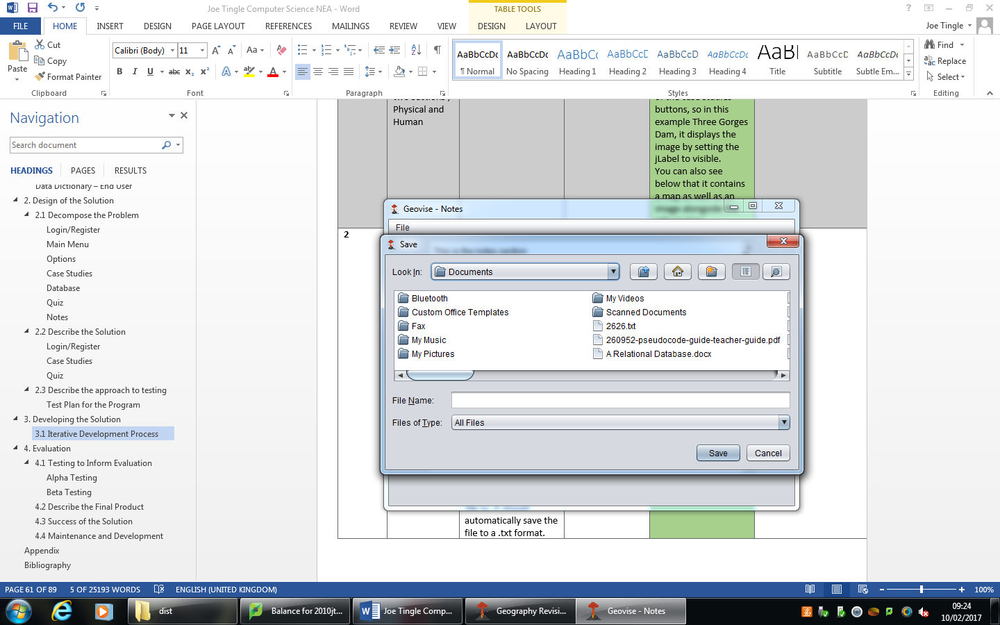 Joe Tingle Computer Science NEA - Word
TABLE TOOLS
FILE HOME INSERT DESIGN PAGE LAYOUT REFERENCES MAILINGS REVIEW VIEW DESIGN LAYOUT
Joe Tingle
Paste
Cut
Copy
Format Painter
Clipboard
Calibri (Body) 11
Font
Paragraph
AaBbCcDc AaBbCcDc AaBbCc AaBbCcD AaBbCcD AaBbCcDc AaBl AaBbCcD AaBbCcDc
¶ Normal No Spacing Heading 1 Heading 2 Heading 3 Heading 4 Title Subtitle Subtle Em...
Styles
Find
Replace
Select
Editing
Navigation
Search document
HEADINGS PAGES RESULTS
Data Dictionary – End User
2. Design of the Solution
2.1 Decompose the Problem
Login/Register
Main Menu
Options
Case Studies
Database
Quiz
Notes
2.2 Describe the Solution
Login/Register
Case Studies
Quiz
2.3 Describe the approach to testing
Test Plan for the Program
3. Developing the Solution
3.1 Iterative Development Process
4. Evaluation
4.1 Testing to Inform Evaluation
Alpha Testing
Beta Testing
4.2 Describe the Final Product
4.3 Success of the Solution
4.4 Maintenance and Development
Appendix
Bibliography
two sections,
Physical and
Human
of the case studies
buttons, so in this
example Three Gorges
Dam, it displays the
image by setting the
jLabel to visible.
You can also see
below that it contains
a map as well as an
image alongside
2
Geovise - Notes
File
This is the notes section
Save
Look In: Documents
Bluetooth
Custom Office Templates
Fax
My Music
My Pictures
My Videos
Scanned Documents
2626.txt
260952-pseudocode-guide-teacher-guide.pdf
A Relational Database.docx
File Name:
Files of Type: All Files
Save Cancel
automatically save the
file to a .txt format.
PAGE 61 OF 89 5 OF 25193 WORDS ENGLISH (UNITED KINGDOM) 100%
dist
Balance for 2010jt...
Joe Tingle Comp...
Geography Revisi...
Geovise - Notes
09:24
10/02/2017